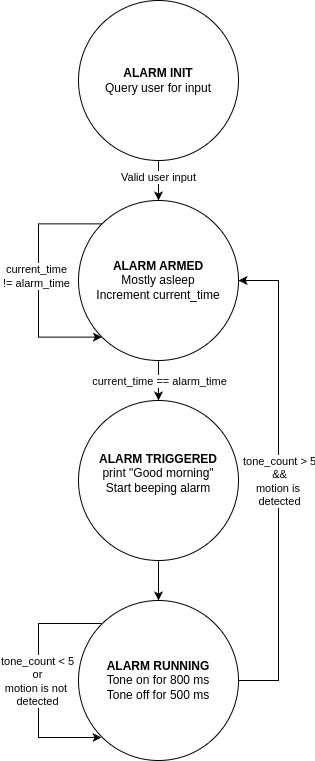 ALARM INIT
Query user for input
Valid user input
ALARM ARMED
Mostly asleep
Increment current_time
current_time
!= alarm_time
current_time == alarm_time
ALARM TRIGGERED
print "Good morning"
Start beeping alarm
tone_count > 5
&&
motion is
detected
ALARM RUNNING
Tone on for 800 ms
Tone off for 500 ms
tone_count < 5
or
motion is not
detected